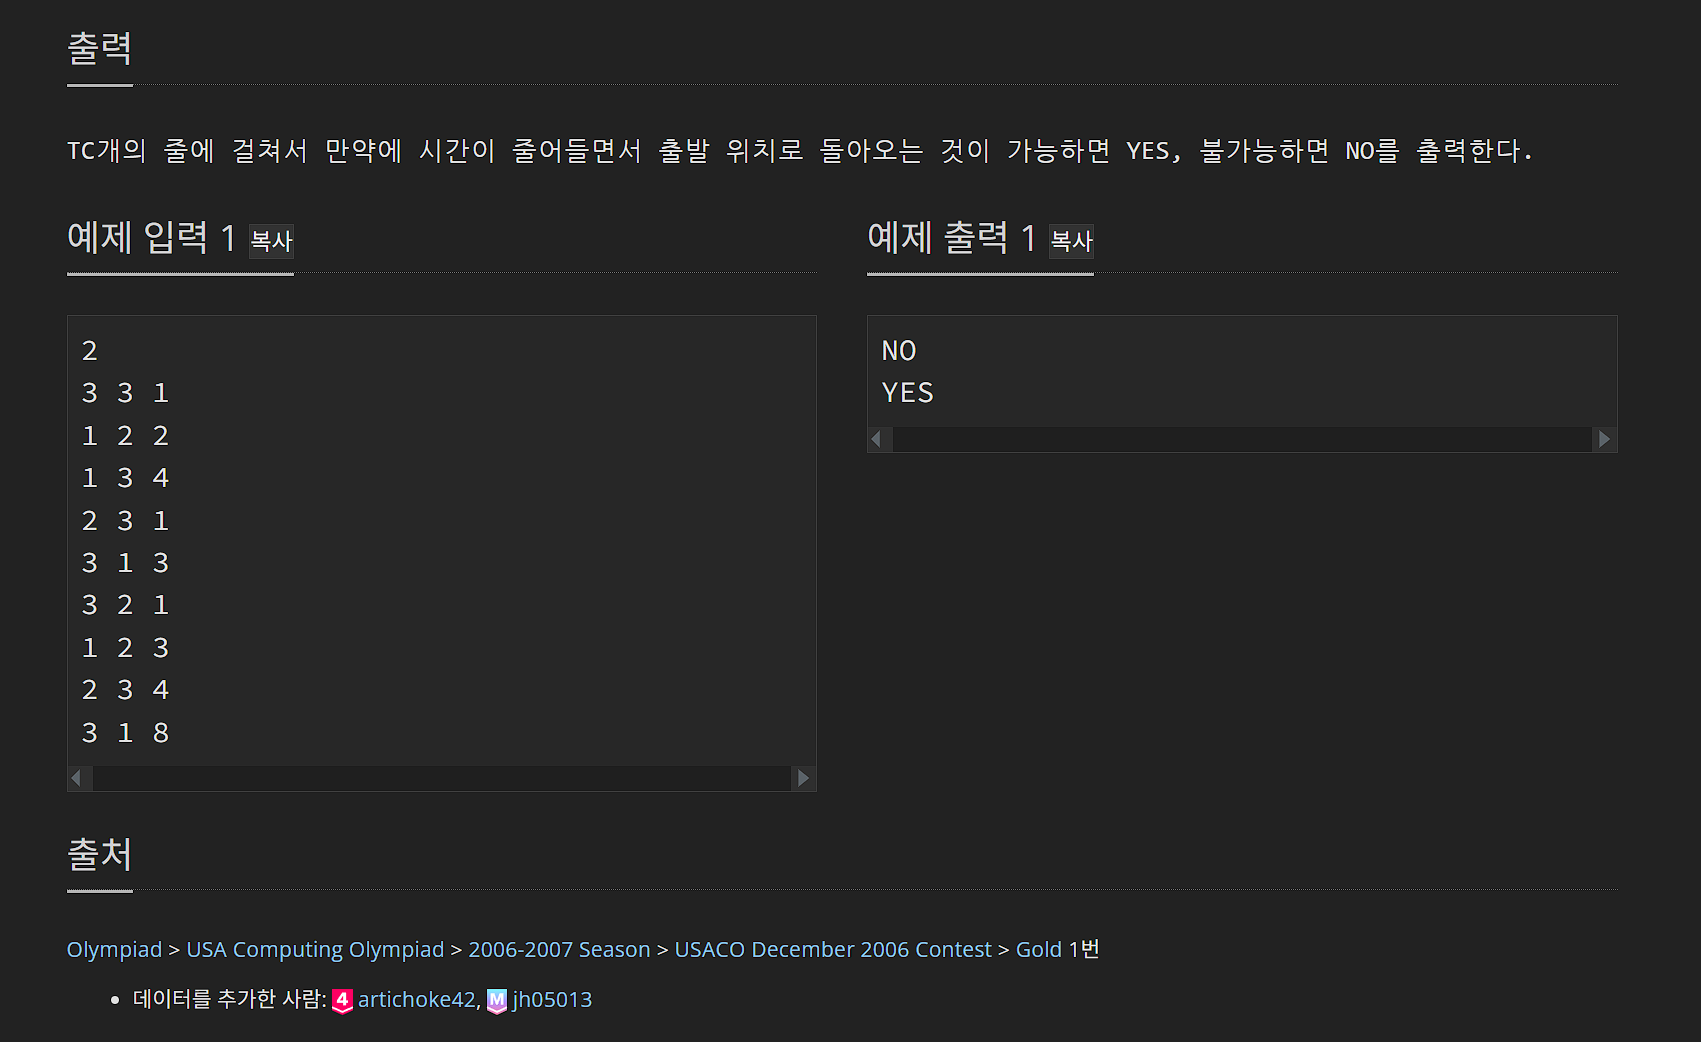 출력
TC개의 줄에 걸쳐서 만약에 시간이 줄어들면서 출발 위치로 돌아오는 것이 가능하면 YES, 불가능하면 NO를 출력한다.
예제 입력 1 복사
2
3 3 1
1 2 2
1 3 4
2 3 1
3 1 3
3 2 1
1 2 3
2 3 4
3 1 8
예제 출력 1 복사
NO
YES
출처
Olympiad > USA Computing Olympiad > 2006-2007 Season > USACO December 2006 Contest > Gold 1번
데이터를 추가한 사람: 4 artichoke42, M jh05013